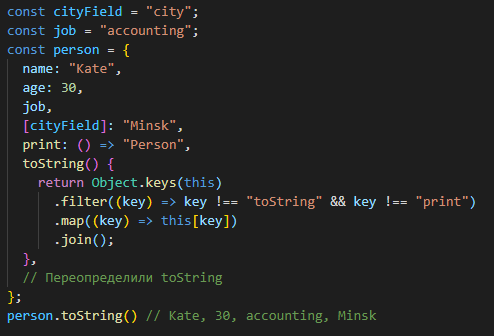 const cityField = "city";
const job = "accounting";
const person = {
  name: "Kate",
  age: 30,
  job,
  [cityField]: "Minsk",
  print: () => "Person",
  toString() {
    return Object.keys(this)
      .filter((key) => key !== "toString" && key !== "print")
      .map((key) => this[key])
      .join();
  },
  // Переопределили toString
};
person.toString() // Kate, 30, accounting, Minsk